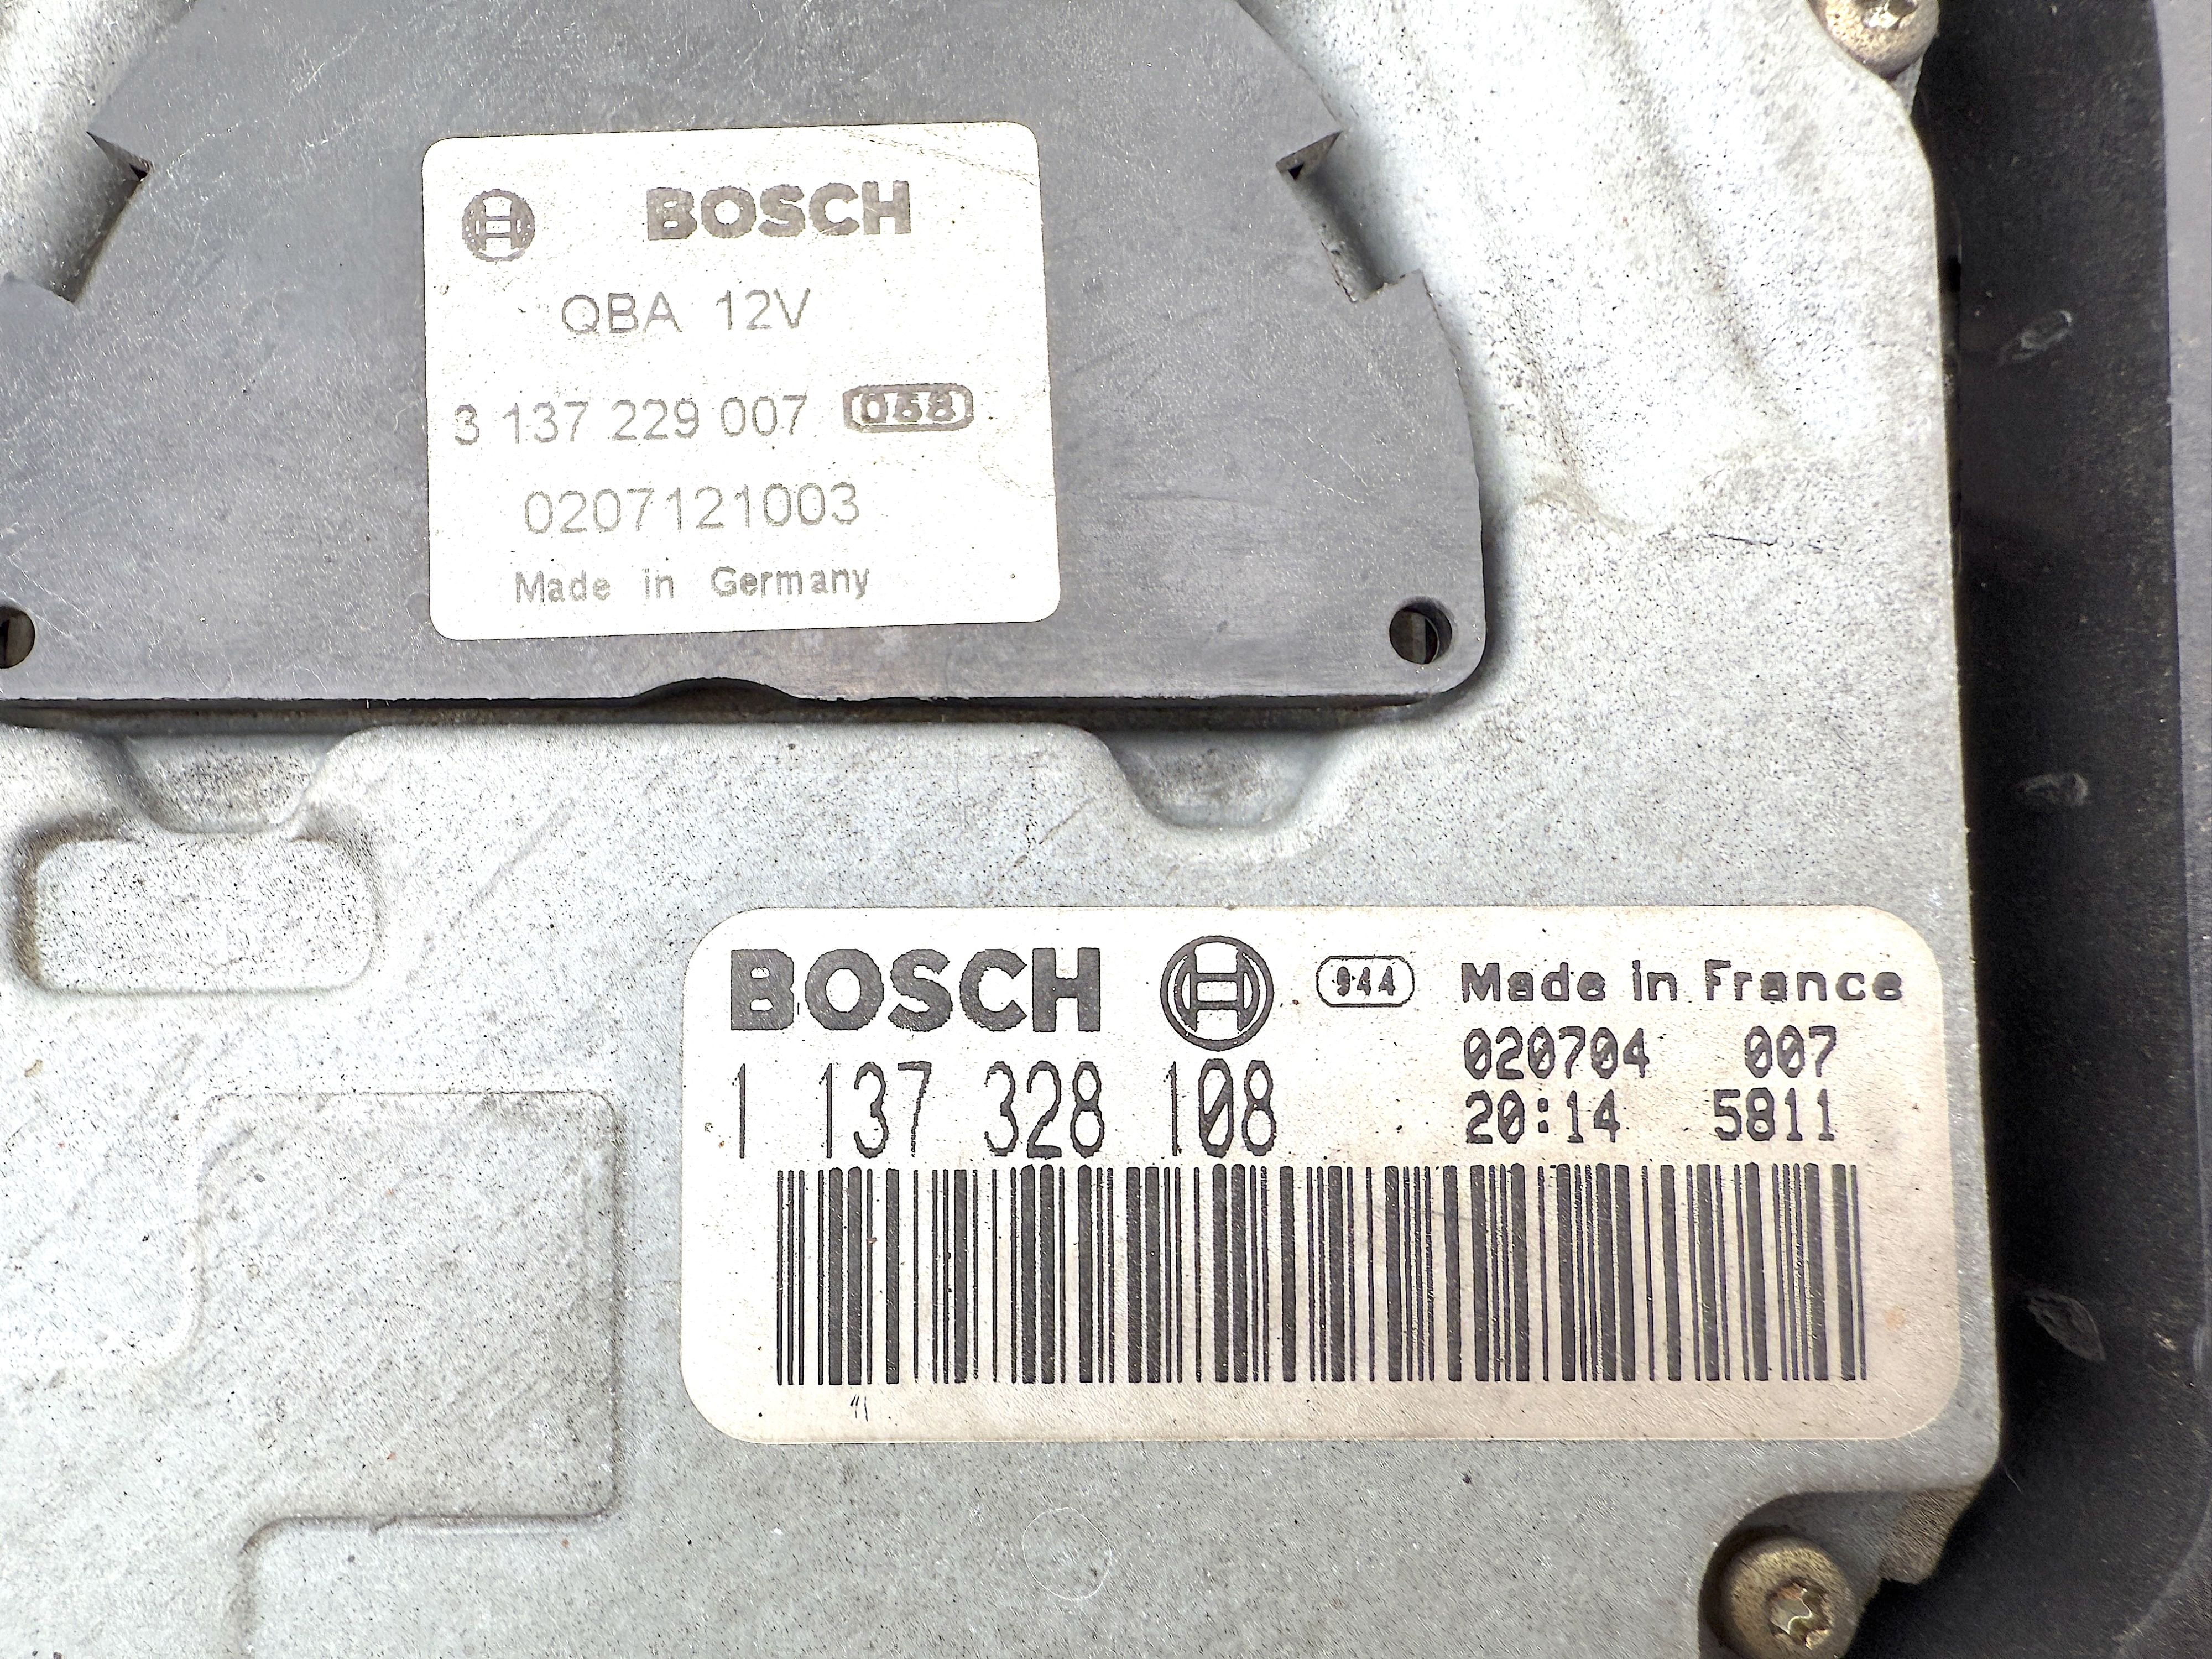 BOSCH
QBA 12V
3 137 229 007 068
0207121003
Made in Germany
BOSCH 944 Made in France
1 137 328 108 020704 007
20:14 5811